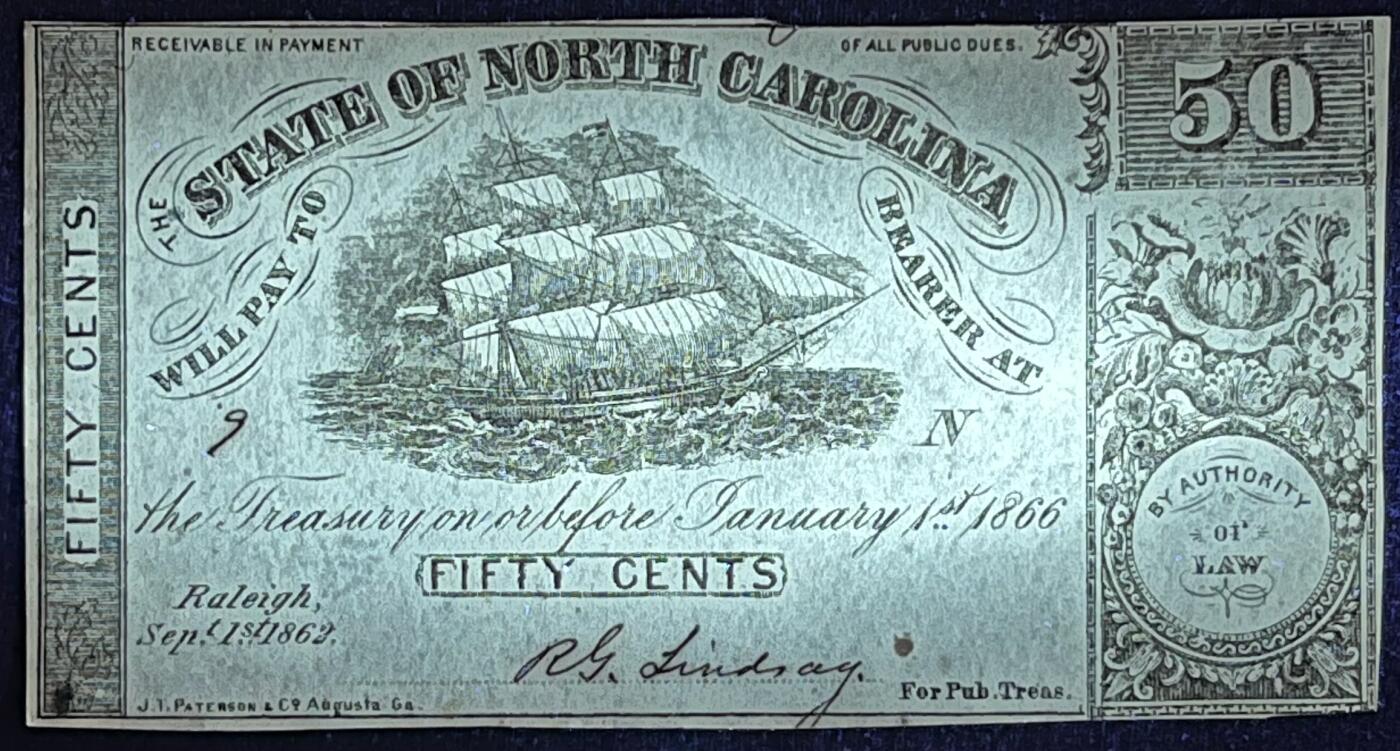 RECEIVABLE IN PAYMENT OF ALL PUBLIC DUES.
THE STATE OF NORTH CAROLINA
WILL PAY TO BEARER AT
9 N
the Treasury on or before January 1st 1866
FIFTY CENTS
Raleigh,
Sept. 1st 1862.
R.G. Lindsay.
For Pub. Treas.
J.T. PATERSON & Co Augusta Ga.
FIFTY CENTS
50
BY AUTHORITY
OF
LAW